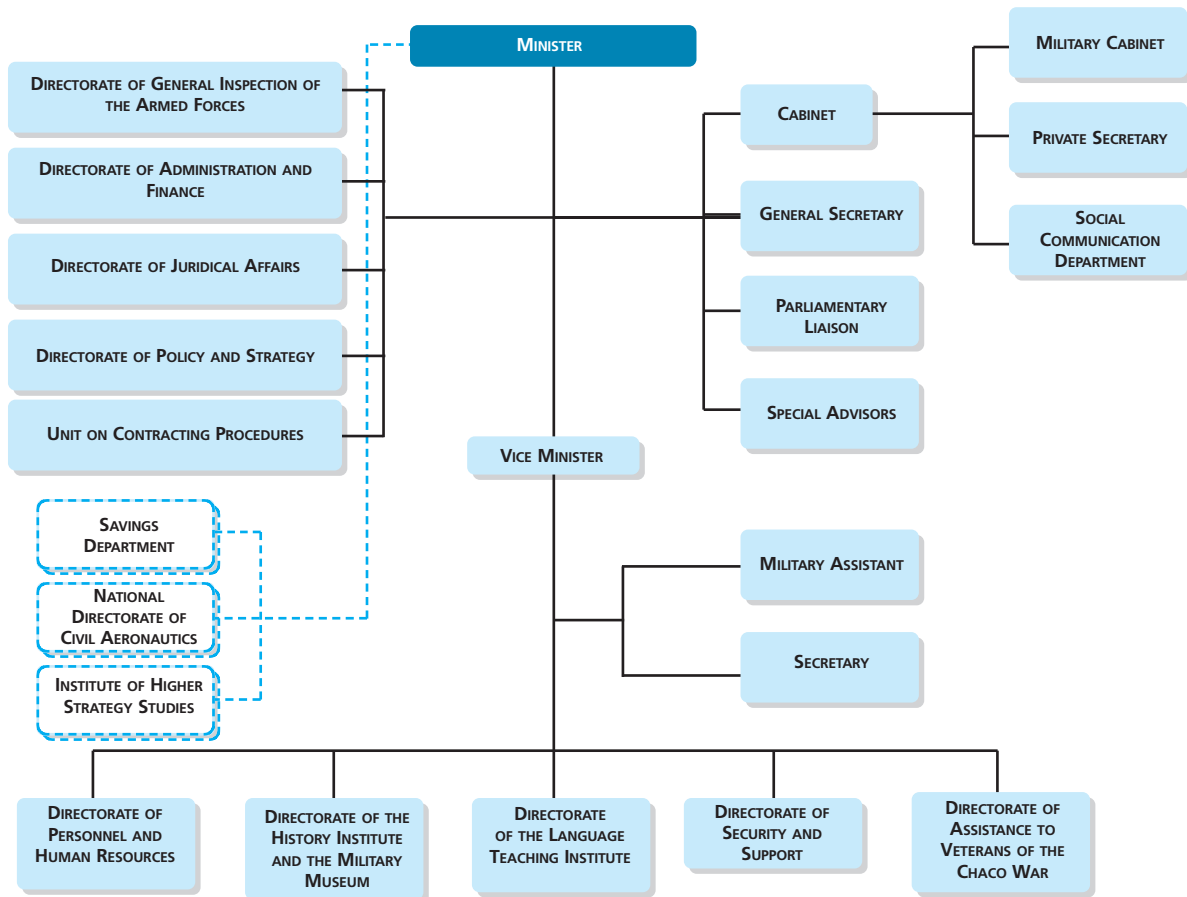 Minister
Directorate of General Inspection of
the Armed Forces
Directorate of Administration and
Finance
Directorate of Juridical Affairs
Directorate of Policy and Strategy
Unit on Contracting Procedures
Cabinet
General Secretary
Parliamentary
Liaison
Special Advisors
Military Cabinet
Private Secretary
Social
Communication
Department
Vice Minister
Savings
Department
National
Directorate of
Civil Aeronautics
Institute of Higher
Strategy Studies
Military Assistant
Secretary
Directorate of
Personnel and
Human Resources
Directorate of the
History Institute
and the Military
Museum
Directorate
of the Language
Teaching Institute
Directorate of
Security and
Support
Directorate of
Assistance to
Veterans of the
Chaco War